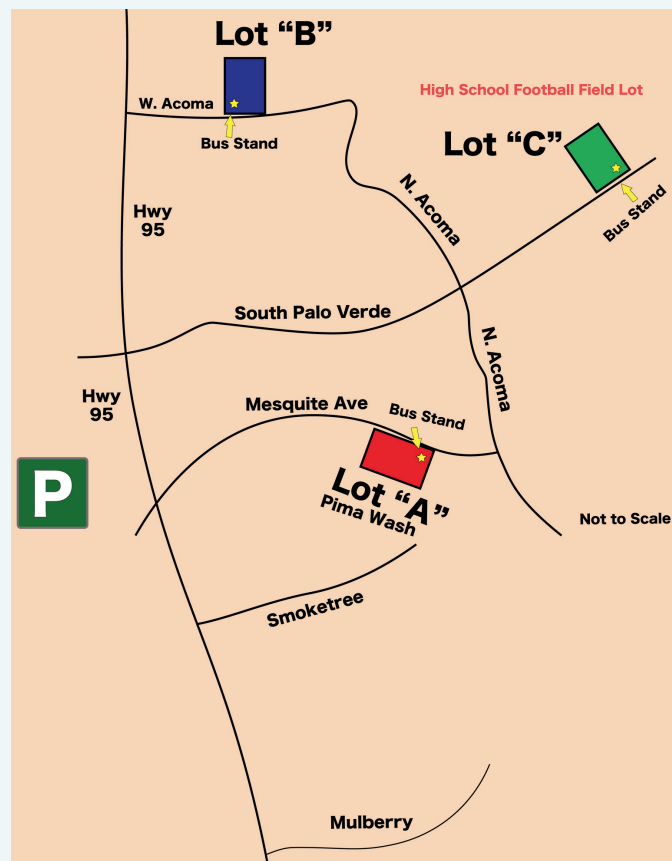 Lot “B”
High School Football Field Lot
W. Acoma
Bus Stand
Lot “C”
N. Acoma
Bus Stand
Hwy
95
South Palo Verde
N. Acoma
Hwy
95
Mesquite Ave
Bus Stand
P
Lot “A”
Pima Wash
Not to Scale
Smoketree
Mulberry